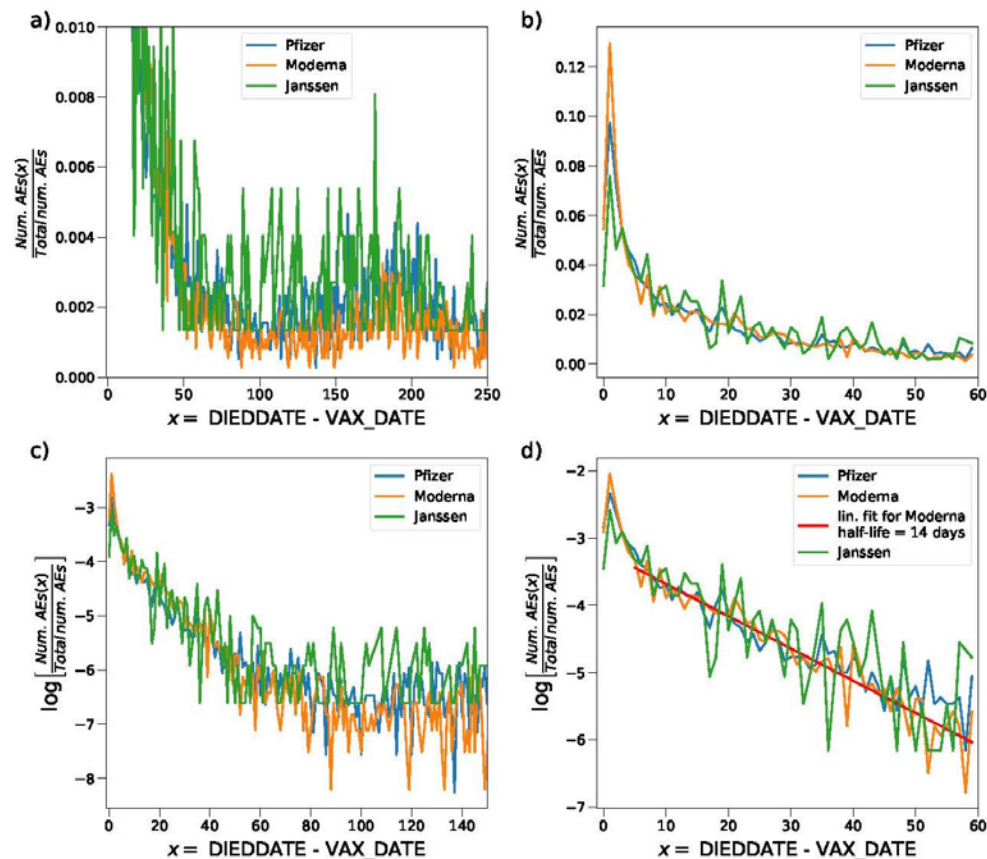 a)
0.010
0.008
0.006
0.004
0.002
0.000
Num. AEs(x)
Total num. AEs
Pfizer
Moderna
Janssen
0 50 100 150 200 250
x = DIEDDATE - VAX_DATE
b)
0.12
0.10
0.08
0.06
0.04
0.02
0.00
Num. AEs(x)
Total num. AEs
Pfizer
Moderna
Janssen
0 10 20 30 40 50 60
x = DIEDDATE - VAX_DATE
c)
−3
−4
−5
−6
−7
−8
log[Num. AEs(x)
Total num. AEs]
Pfizer
Moderna
Janssen
0 20 40 60 80 100 120 140
x = DIEDDATE - VAX_DATE
d)
−2
−3
−4
−5
−6
−7
log[Num. AEs(x)
Total num. AEs]
Pfizer
Moderna
lin. fit for Moderna
half-life = 14 days
Janssen
0 10 20 30 40 50 60
x = DIEDDATE - VAX_DATE